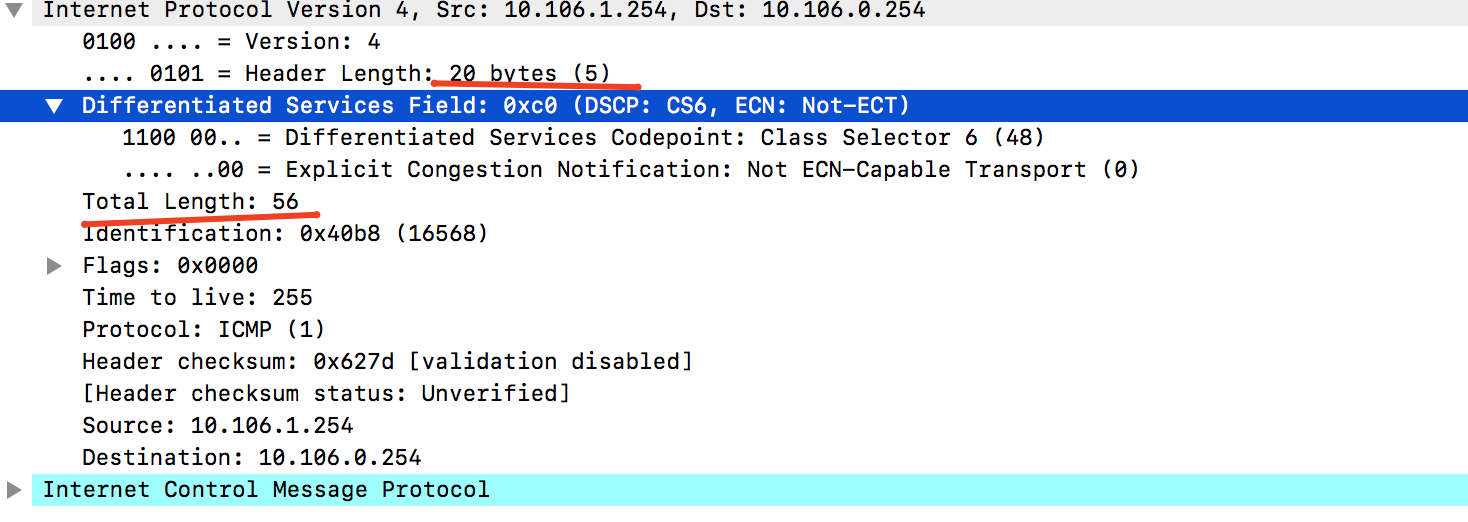 Internet Protocol Version 4, Src: 10.106.1.254, Dst: 10.106.0.254
0100 .... = Version: 4
.... 0101 = Header Length: 20 bytes (5)
Differentiated Services Field: 0xc0 (DSCP: CS6, ECN: Not-ECT)
1100 00.. = Differentiated Services Codepoint: Class Selector 6 (48)
.... ..00 = Explicit Congestion Notification: Not ECN-Capable Transport (0)
Total Length: 56
Identification: 0x40b8 (16568)
Flags: 0x0000
Time to live: 255
Protocol: ICMP (1)
Header checksum: 0x627d [validation disabled]
[Header checksum status: Unverified]
Source: 10.106.1.254
Destination: 10.106.0.254
Internet Control Message Protocol